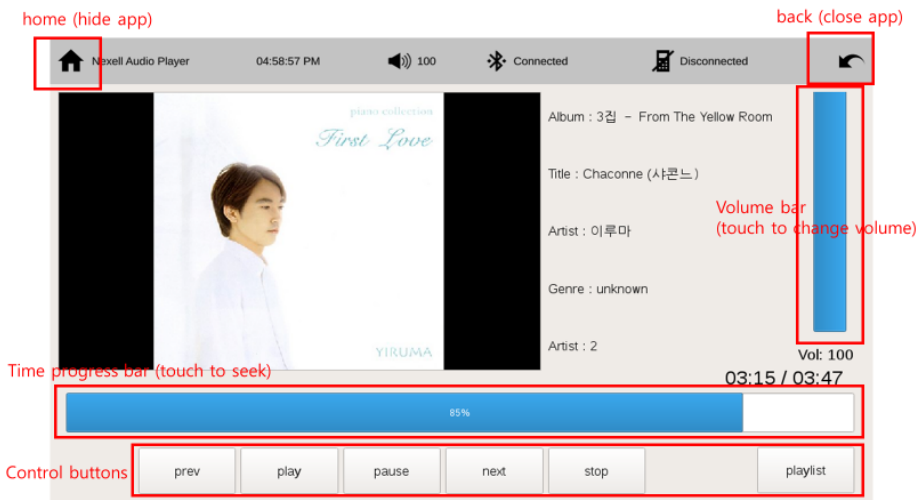 home (hide app)
back (close app)
Nexell Audio Player 04:58:57 PM 100 Connected Disconnected
piano collection
First Love
YIRUMA
Album : 3집 - From The Yellow Room
Title : Chaconne (샤콘느)
Artist : 이루마
Genre : unknown
Artist : 2
Volume bar
(touch to change volume)
Vol: 100
Time progress bar (touch to seek)
03:15 / 03:47
85%
Control buttons
prev play pause next stop playlist